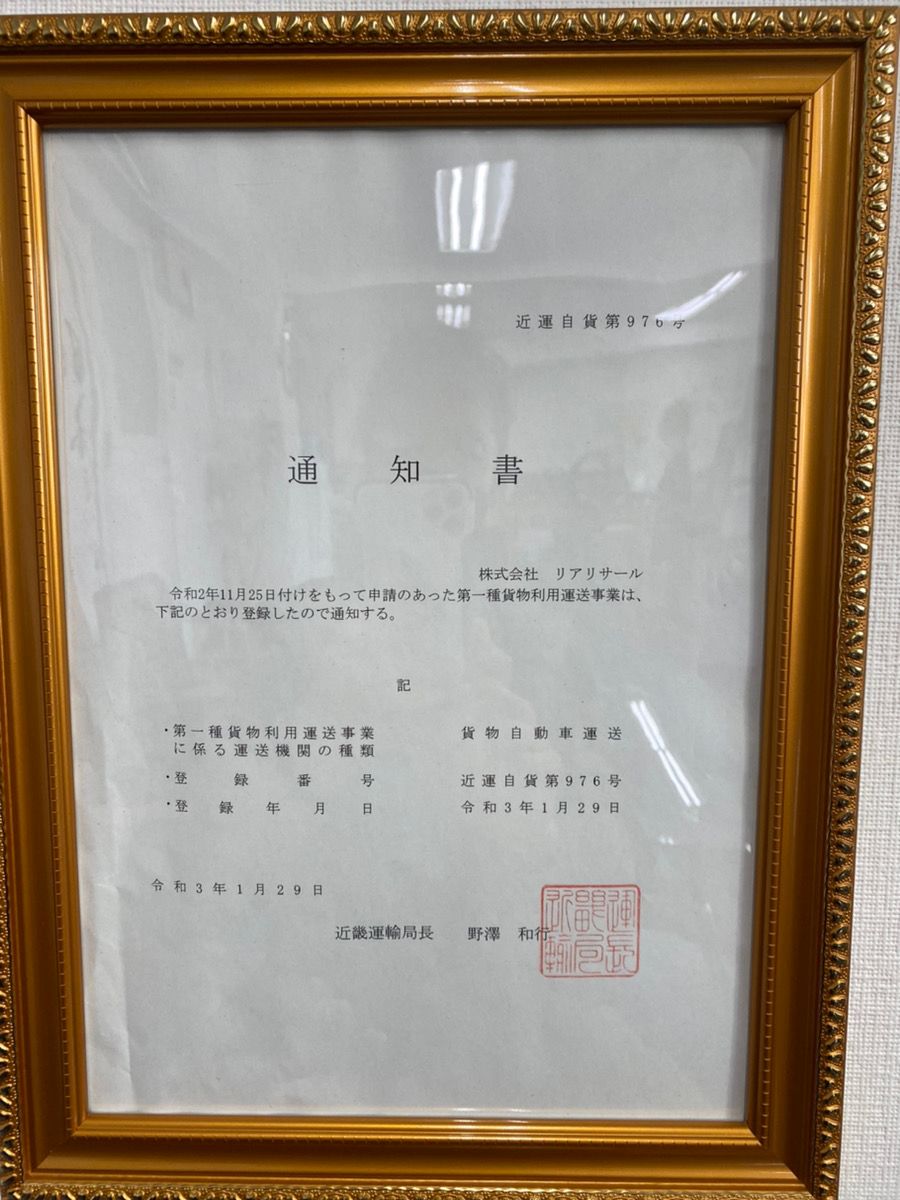 近運自貨第976号
通知書
株式会社 リアリサール
令和2年11月25日付けをもって申請のあった第一種貨物利用運送事業は、
下記のとおり登録したので通知する。
記
・第一種貨物利用運送事業 貨物自動車運送
に係る運送機関の種類
・登録番号 近運自貨第976号
・登録年月日 令和3年1月29日
令和3年1月29日
近畿運輸局長 野澤 和行
近畿運輸局長